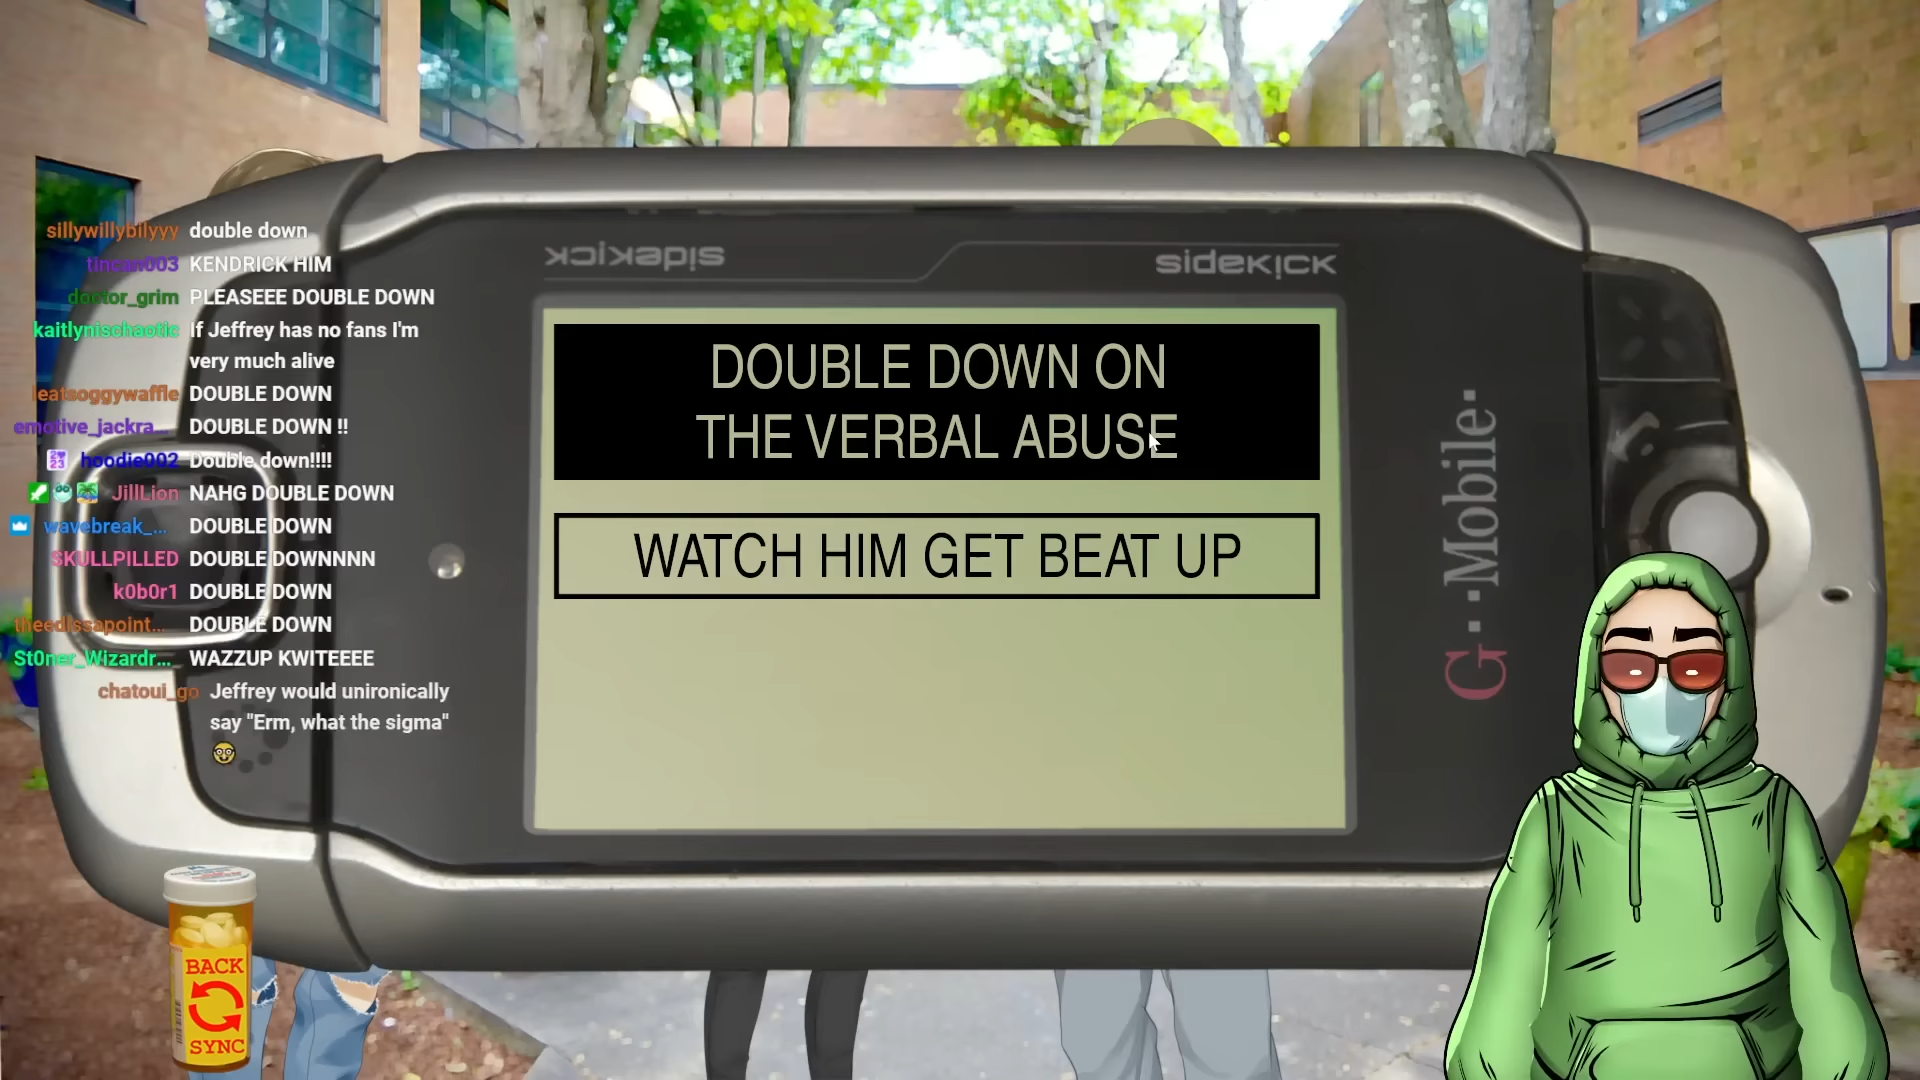 sillywillybilyyy double down
tincan003 KENDRICK HIM
doctor_grim PLEASEEE DOUBLE DOWN
kaitlynischaotic If Jeffrey has no fans I'm
very much alive
ieatsoggywaffle DOUBLE DOWN
emotive_jackra... DOUBLE DOWN !!
hoodie002 Double down!!!!
JillLion NAHG DOUBLE DOWN
wavebreak_... DOUBLE DOWN
SKULLPILLED DOUBLE DOWNNNN
k0b0r1 DOUBLE DOWN
theedissapoint... DOUBLE DOWN
St0ner_Wizardr... WAZZUP KWITEEEE
chatoui_go Jeffrey would unironically
say "Erm, what the sigma"
sidekick
sidekick
DOUBLE DOWN ON
THE VERBAL ABUSE
WATCH HIM GET BEAT UP
G··Mobile·
BACK
SYNC